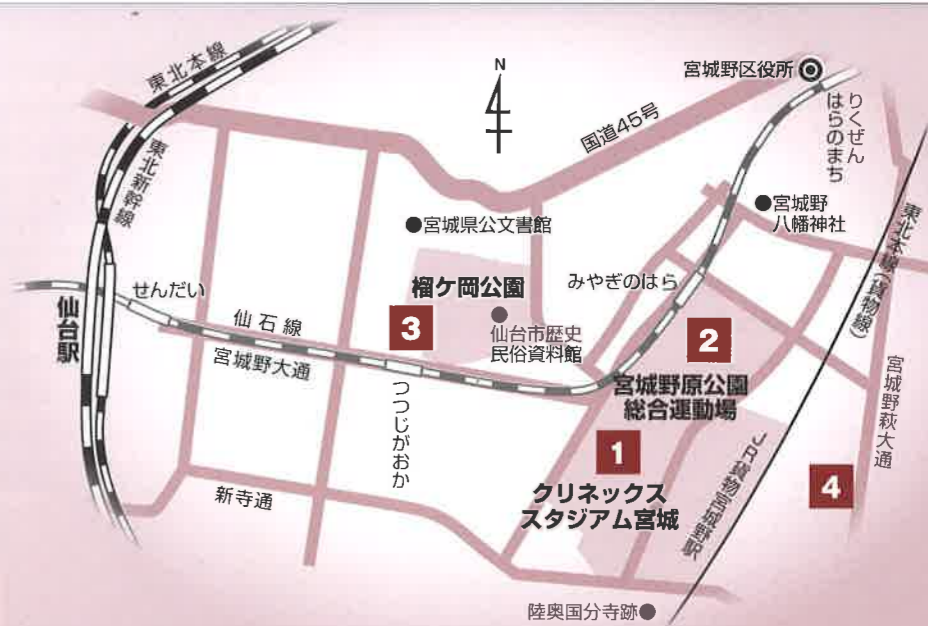 東北本線
東北新幹線
N
国道45号
宮城野区役所
りくぜん
はらのまち
●宮城県公文書館
●宮城野
八幡神社
東北本線(貨物線)
仙台駅
せんだい
仙石線
宮城野大通
榴ケ岡公園
3
仙台市歴史
民俗資料館
みやぎのはら
2
宮城野原公園
総合運動場
宮城野萩大通
つつじがおか
新寺通
1
クリネックス
スタジアム宮城
JR貨物宮城野駅
4
陸奥国分寺跡●